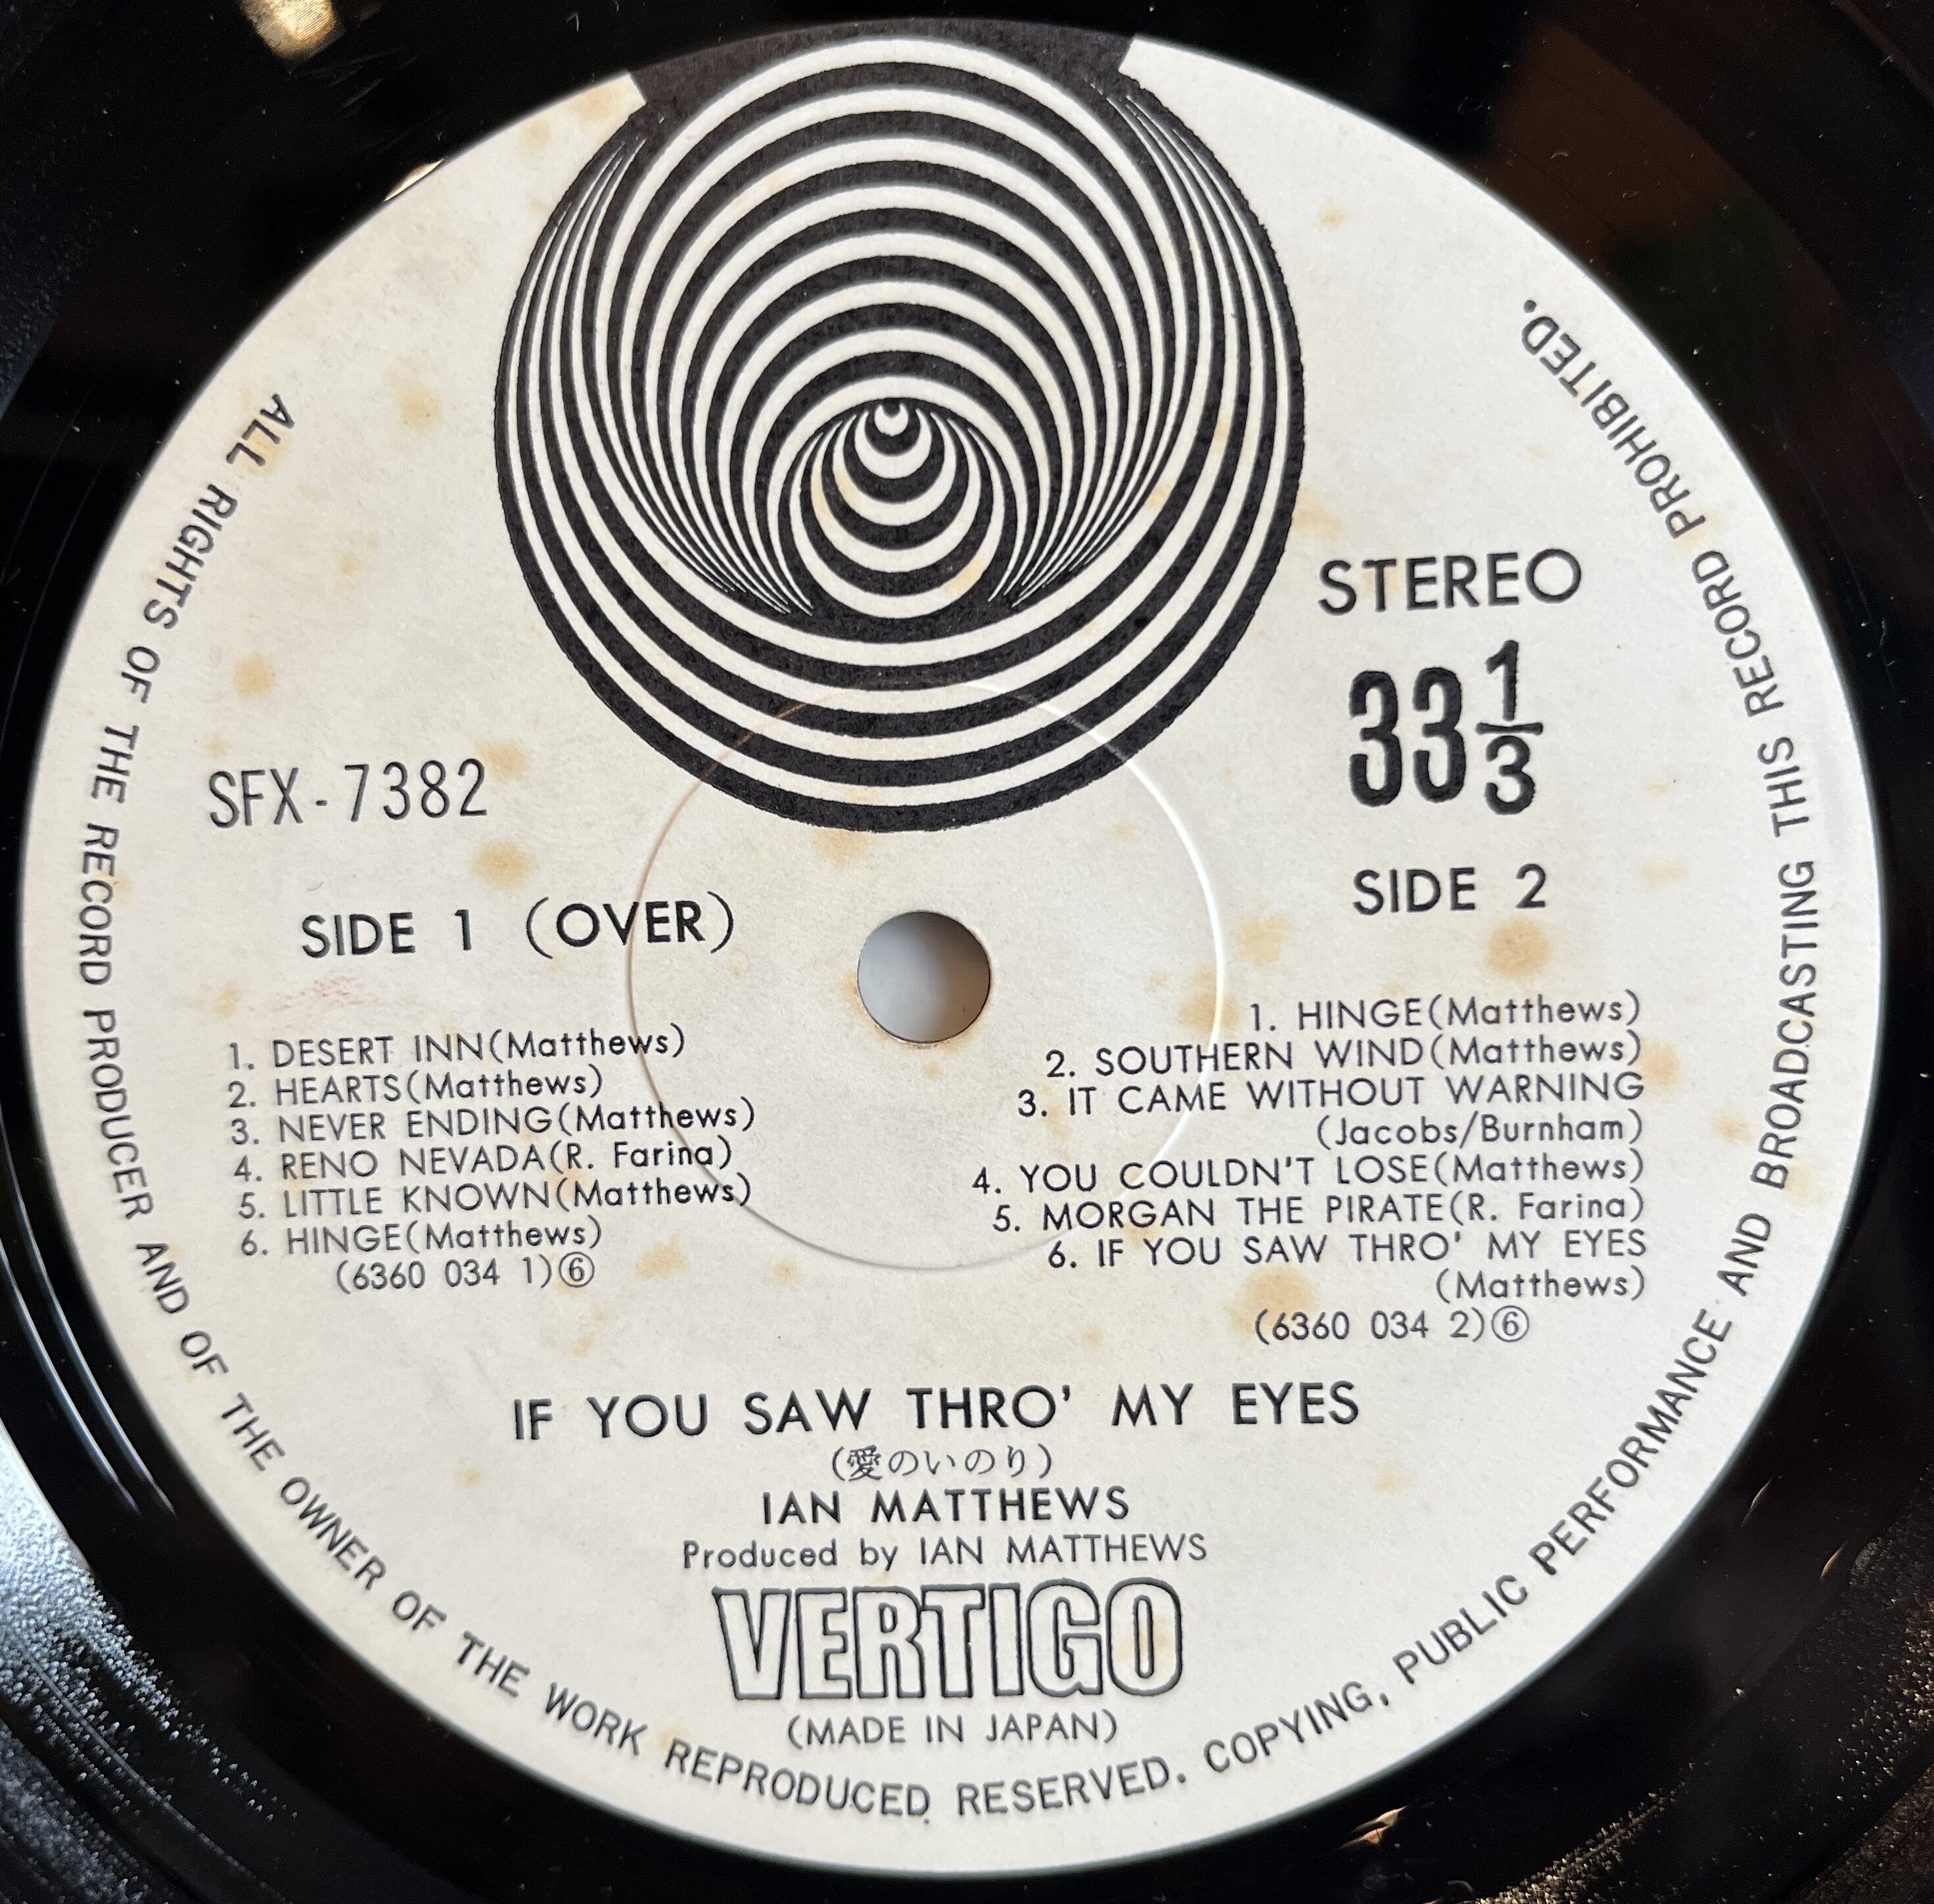 STEREO
33 1/3
SFX-7382
SIDE 1 (OVER)
1. DESERT INN(Matthews)
2. HEARTS(Matthews)
3. NEVER ENDING(Matthews)
4. RENO NEVADA(R. Farina)
5. LITTLE KNOWN(Matthews)
6. HINGE(Matthews)
(6360 034 1)⑥
SIDE 2
1. HINGE(Matthews)
2. SOUTHERN WIND(Matthews)
3. IT CAME WITHOUT WARNING
(Jacobs/Burnham)
4. YOU COULDN'T LOSE(Matthews)
5. MORGAN THE PIRATE(R. Farina)
6. IF YOU SAW THRO' MY EYES
(Matthews)
(6360 034 2)⑥
IF YOU SAW THRO' MY EYES
(愛のいのり)
IAN MATTHEWS
Produced by IAN MATTHEWS
VERTIGO
(MADE IN JAPAN)
ALL RIGHTS OF THE RECORD PRODUCER AND OF THE OWNER OF THE WORK REPRODUCED RESERVED. COPYING, PUBLIC PERFORMANCE AND BROADCASTING THIS RECORD PROHIBITED.